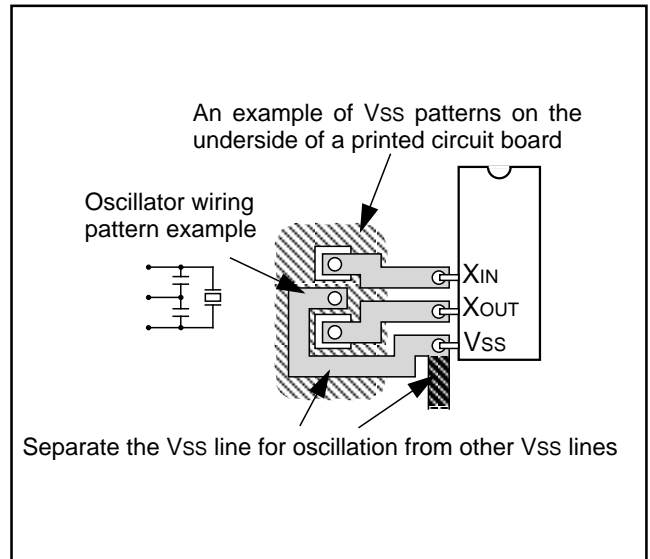 An example of VSS patterns on the
underside of a printed circuit board
Oscillator wiring
pattern example
XIN
XOUT
VSS
Separate the VSS line for oscillation from other VSS lines